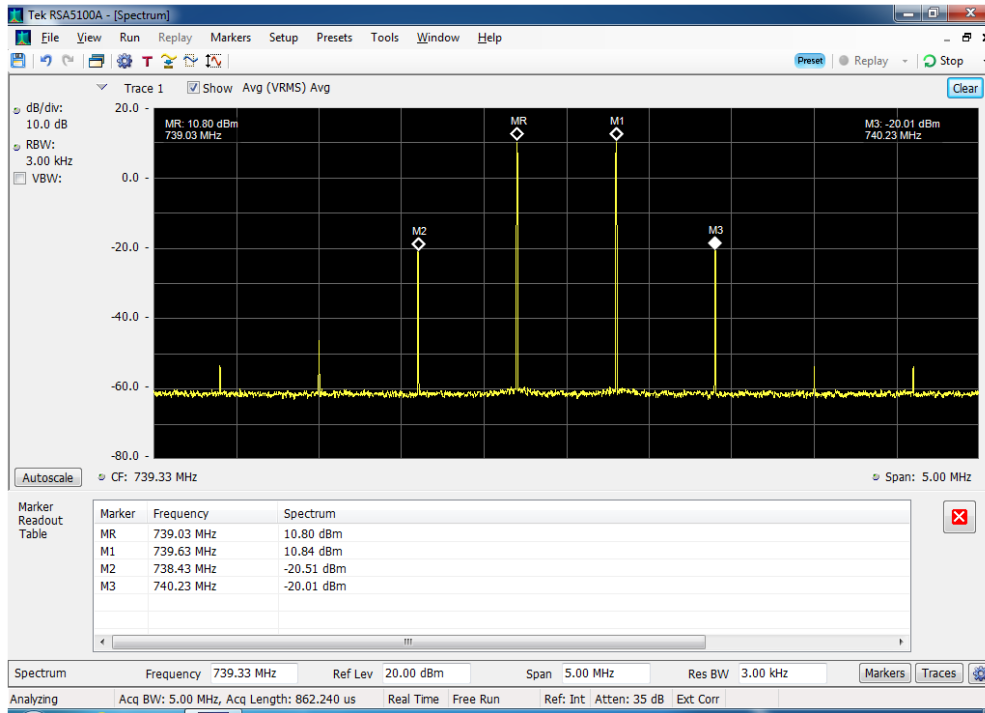 Tek RSA5100A - [Spectrum]
File View Run Replay Markers Setup Presets Tools Window Help
Preset Replay Stop
Trace 1 Show Avg (VRMS) Avg Clear
dB/div:
10.0 dB
RBW:
3.00 kHz
VBW:
20.0
0.0
-20.0
-40.0
-60.0
-80.0
MR: 10.80 dBm
739.03 MHz
MR
M1
M3: -20.01 dBm
740.23 MHz
M2
M3
Autoscale CF: 739.33 MHz Span: 5.00 MHz
Marker
Readout
Table
Marker Frequency Spectrum
MR 739.03 MHz 10.80 dBm
M1 739.63 MHz 10.84 dBm
M2 738.43 MHz -20.51 dBm
M3 740.23 MHz -20.01 dBm
Spectrum Frequency 739.33 MHz Ref Lev 20.00 dBm Span 5.00 MHz Res BW 3.00 kHz Markers Traces
Analyzing Acq BW: 5.00 MHz, Acq Length: 862.240 us Real Time Free Run Ref: Int Atten: 35 dB Ext Corr